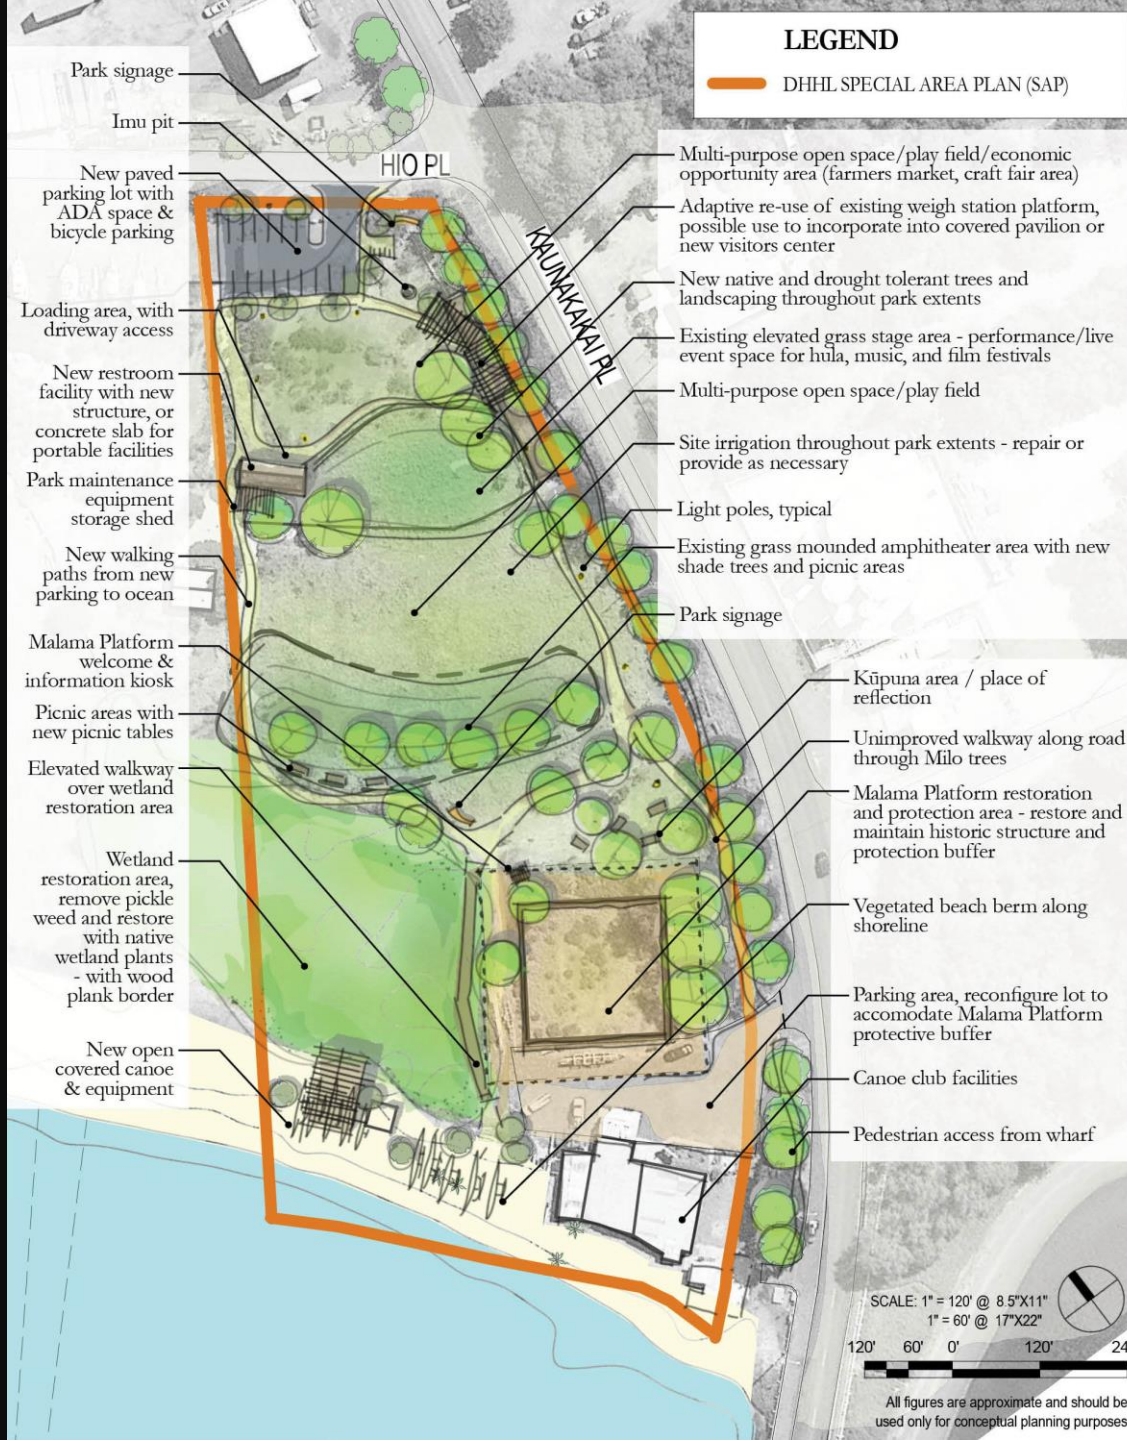 LEGEND
DHHL SPECIAL AREA PLAN (SAP)
Park signage
Imu pit
New paved
parking lot with
ADA space &
bicycle parking
Loading area, with
driveway access
New restroom
facility with new
structure, or
concrete slab for
portable facilities
Park maintenance
equipment
storage shed
New walking
paths from new
parking to ocean
Malama Platform
welcome &
information kiosk
Picnic areas with
new picnic tables
Elevated walkway
over wetland
restoration area
Wetland
restoration area,
remove pickle
weed and restore
with native
wetland plants
- with wood
plank border
New open
covered canoe
& equipment
HIO PL
KAUNAKAKAI PL
Multi-purpose open space/play field/economic
opportunity area (farmers market, craft fair area)
Adaptive re-use of existing weigh station platform,
possible use to incorporate into covered pavilion or
new visitors center
New native and drought tolerant trees and
landscaping throughout park extents
Existing elevated grass stage area - performance/live
event space for hula, music, and film festivals
Multi-purpose open space/play field
Site irrigation throughout park extents - repair or
provide as necessary
Light poles, typical
Existing grass mounded amphitheater area with new
shade trees and picnic areas
Park signage
Kūpuna area / place of
reflection
Unimproved walkway along road
through Milo trees
Malama Platform restoration
and protection area - restore and
maintain historic structure and
protection buffer
Vegetated beach berm along
shoreline
Parking area, reconfigure lot to
accomodate Malama Platform
protective buffer
Canoe club facilities
Pedestrian access from wharf
SCALE: 1" = 120' @ 8.5"X11"
1" = 60' @ 17"X22"
120' 60' 0' 120' 24
All figures are approximate and should be
used only for conceptual planning purposes